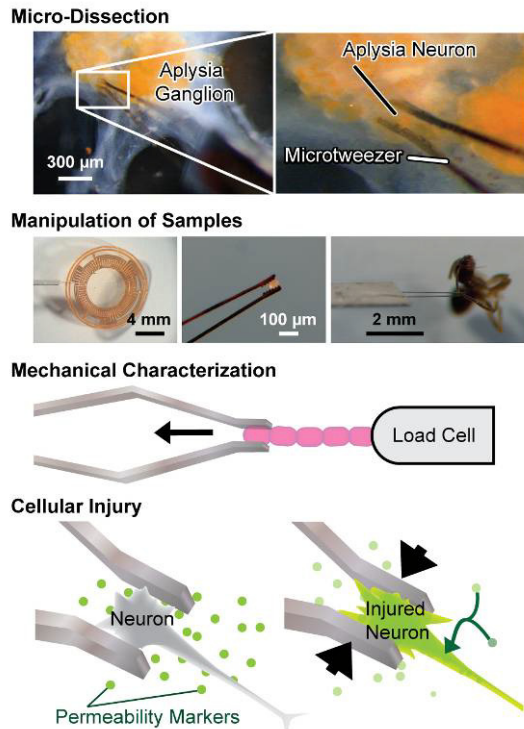 Micro-Dissection
Aplysia
Ganglion
300 µm
Aplysia Neuron
Microtweezer
Manipulation of Samples
4 mm
100 µm
2 mm
Mechanical Characterization
Load Cell
Cellular Injury
Neuron
Permeability Markers
Injured
Neuron